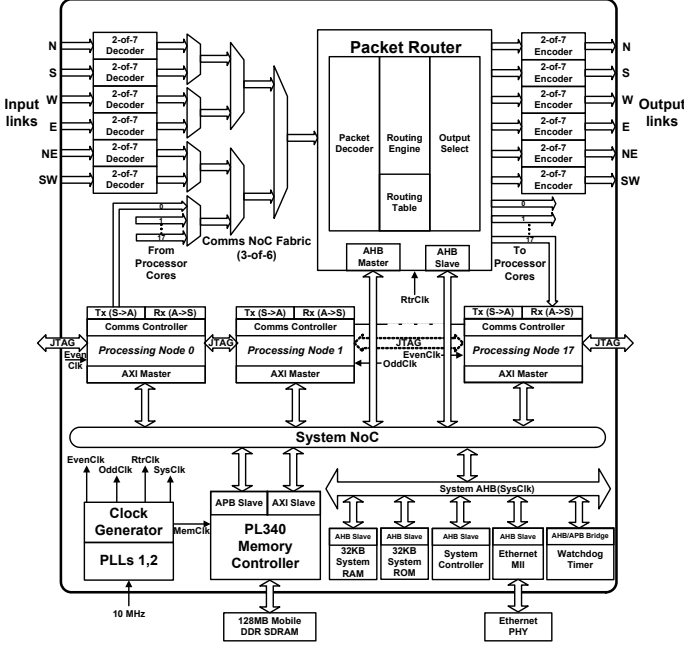 Input
links
N
S
W
E
NE
SW
2-of-7
Decoder
2-of-7
Decoder
2-of-7
Decoder
2-of-7
Decoder
2-of-7
Decoder
2-of-7
Decoder
Packet Router
Packet
Decoder
Routing
Engine
Output
Select
Routing
Table
AHB
Master
AHB
Slave
RtrClk
2-of-7
Encoder
2-of-7
Encoder
2-of-7
Encoder
2-of-7
Encoder
2-of-7
Encoder
2-of-7
Encoder
N
S
W
E
NE
SW
Output
links
0
1
17
From
Processor
Cores
Comms NoC Fabric
(3-of-6)
0
1
17
To
Processor
Cores
Tx (S->A)
Rx (A->S)
Comms Controller
Processing Node 0
AXI Master
Tx (S->A)
Rx (A->S)
Comms Controller
Processing Node 1
AXI Master
Tx (S->A)
Rx (A->S)
Comms Controller
Processing Node 17
AXI Master
JTAG
Even
Clk
JTAG
JTAG
EvenClk
OddClk
JTAG
System NoC
EvenClk
OddClk
RtrClk
SysClk
Clock
Generator
PLLs 1,2
MemClk
10 MHz
APB Slave
AXI Slave
PL340
Memory
Controller
128MB Mobile
DDR SDRAM
System AHB(SysClk)
AHB Slave
32KB
System
RAM
AHB Slave
32KB
System
ROM
AHB Slave
System
Controller
AHB Slave
Ethernet
MII
AHB/APB Bridge
Watchdog
Timer
Ethernet
PHY